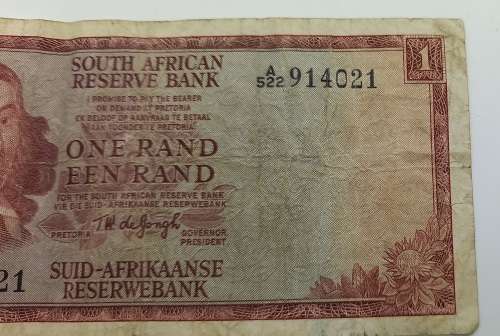 SOUTH AFRICAN
RESERVE BANK
A/522 914021
1
I PROMISE TO PAY THE BEARER
ON DEMAND AT PRETORIA
EK BELOOF OP AANVRAAG TE BETAAL
AAN TOONDER TE PRETORIA
ONE RAND
EEN RAND
FOR THE SOUTH AFRICAN RESERVE BANK
VIR DIE SUID-AFRIKAANSE RESERWEBANK
T.W. de Jongh
PRETORIA
GOVERNOR
PRESIDENT
21
SUID-AFRIKAANSE
RESERWEBANK